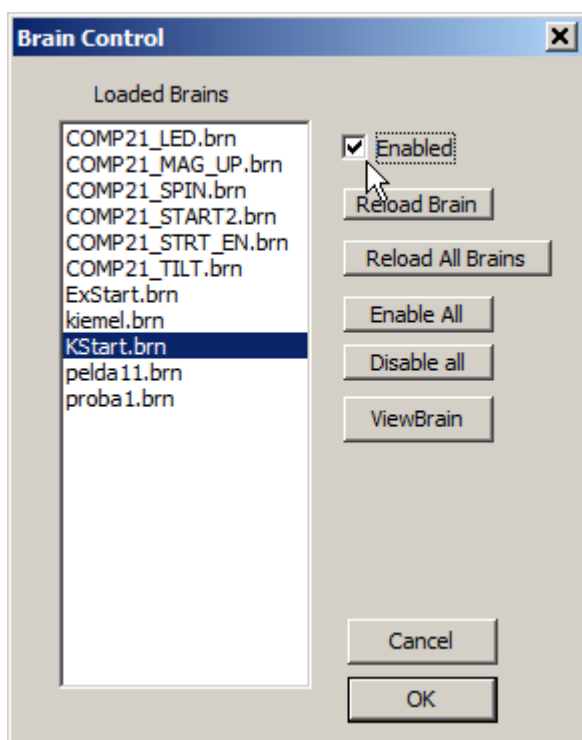 Brain Control
Loaded Brains
COMP21_LED.brn
COMP21_MAG_UP.brn
COMP21_SPIN.brn
COMP21_START2.brn
COMP21_STRT_EN.brn
COMP21_TILT.brn
ExStart.brn
kiemel.brn
KStart.brn
pelda11.brn
proba1.brn
Enabled
Reload Brain
Reload All Brains
Enable All
Disable all
ViewBrain
Cancel
OK